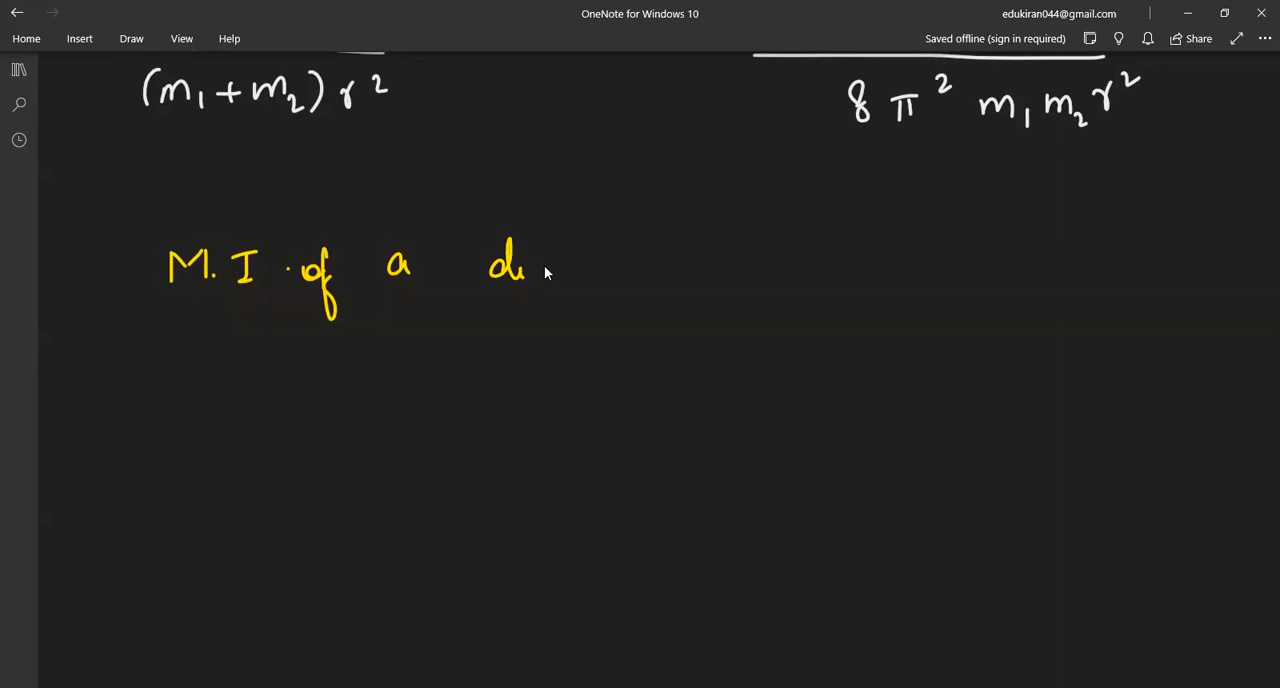 OneNote for Windows 10
edukiran044@gmail.com
Home Insert Draw View Help
Saved offline (sign in required)
Share
(m₁+m₂) r²
8 π² m₁ m₂ r²
M.I. of a di